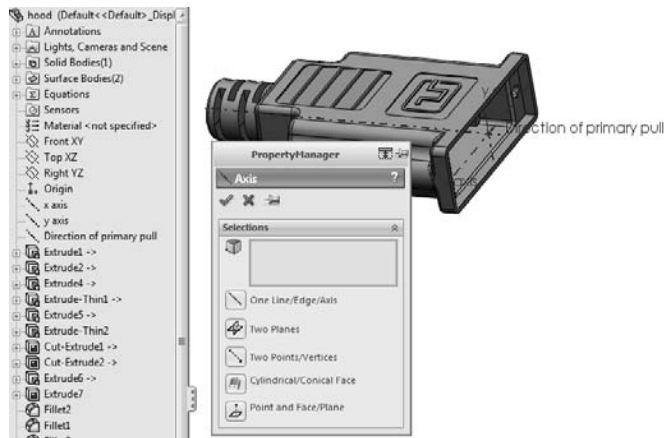 hood (Default<<Default>_Displ
Annotations
Lights, Cameras and Scene
Solid Bodies(1)
Surface Bodies(2)
Equations
Sensors
Material <not specified>
Front XY
Top XZ
Right YZ
Origin
x axis
y axis
Direction of primary pull
Extrude1 ->
Extrude2 ->
Extrude4 ->
Extrude-Thin1 ->
Extrude5 ->
Extrude-Thin2
Cut-Extrude1 ->
Cut-Extrude2 ->
Extrude6 ->
Extrude7
Fillet2
Fillet1
Direction of primary pull
PropertyManager
Axis
?
Selections
One Line/Edge/Axis
Two Planes
Two Points/Vertices
Cylindrical/Conical Face
Point and Face/Plane